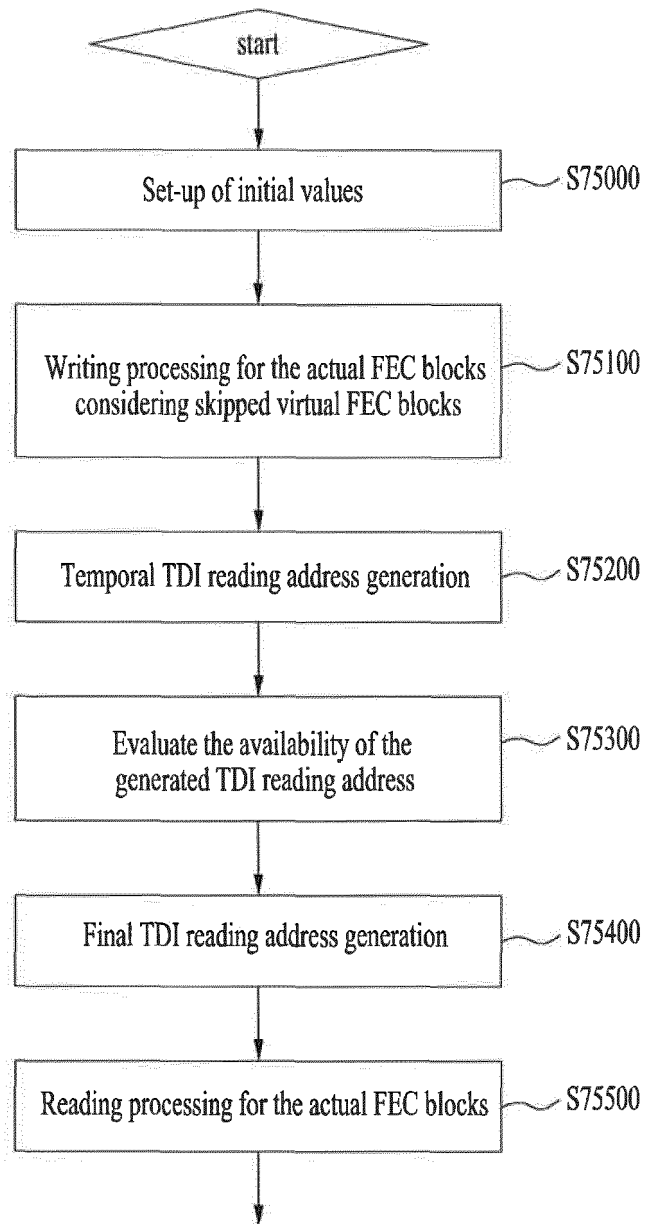 start
Set-up of initial values
S75000
Writing processing for the actual FEC blocks
considering skipped virtual FEC blocks
S75100
Temporal TDI reading address generation
S75200
Evaluate the availability of the
generated TDI reading address
S75300
Final TDI reading address generation
S75400
Reading processing for the actual FEC blocks
S75500